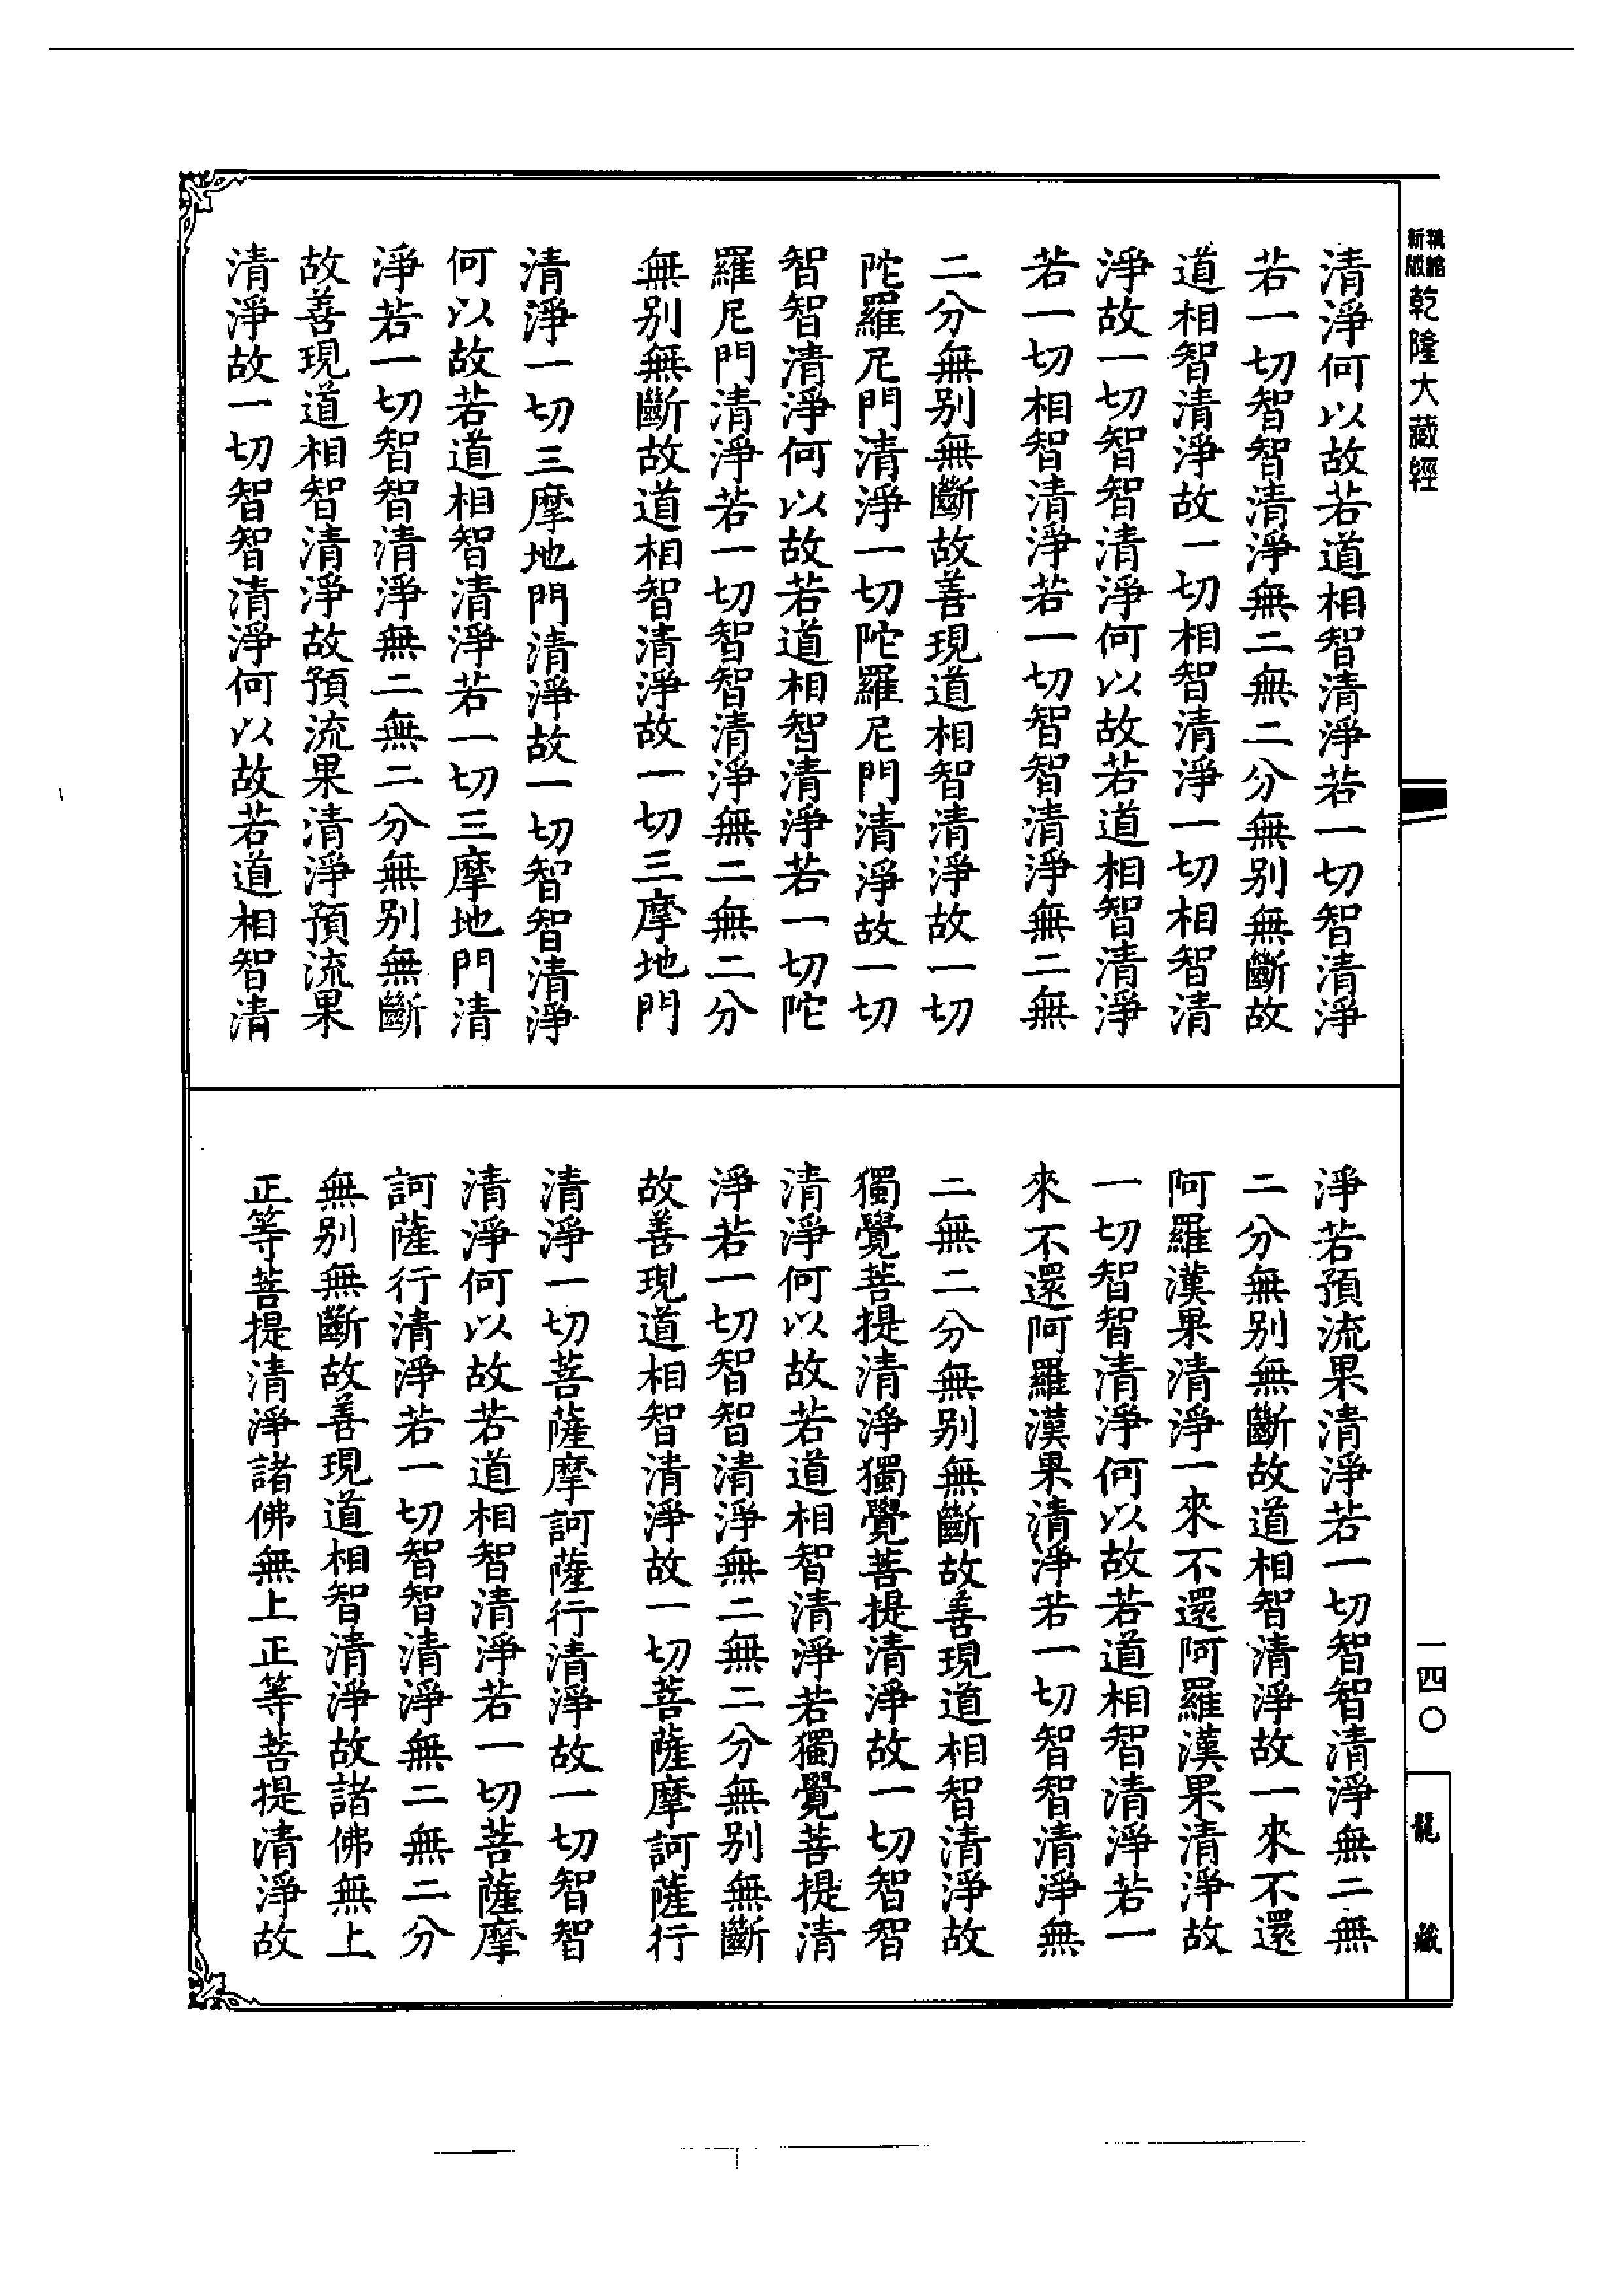 新版
乾隆大藏經
清淨何以故若道相智清淨若一切智智清淨
若一切智智清淨無二無二分無別無斷故
道相智清淨故一切相智清淨一切相智清
淨故一切智智清淨何以故若道相智清淨
若一切相智清淨若一切智智清淨無二無
二分無別無斷故善現道相智清淨故一切
陀羅尼門清淨一切陀羅尼門清淨故一切
智智清淨何以故若道相智清淨若一切陀
羅尼門清淨若一切智智清淨無二無二分
無別無斷故道相智清淨故一切三摩地門
清淨一切三摩地門清淨故一切智智清淨
何以故若道相智清淨若一切三摩地門清
淨若一切智智清淨無二無二分無別無斷
故善現道相智清淨故預流果清淨預流果
清淨故一切智智清淨何以故若道相智清
淨若預流果清淨若一切智智清淨無二無
二分無別無斷故道相智清淨故一來不還
阿羅漢果清淨一來不還阿羅漢果清淨故
一切智智清淨何以故若道相智清淨若一
來不還阿羅漢果清淨若一切智智清淨無
二無二分無別無斷故善現道相智清淨故
獨覺菩提清淨獨覺菩提清淨故一切智智
清淨何以故若道相智清淨若獨覺菩提清
淨若一切智智清淨無二無二分無別無斷
故善現道相智清淨故一切菩薩摩訶薩行
清淨一切菩薩摩訶薩行清淨故一切智智
清淨何以故若道相智清淨若一切菩薩摩
訶薩行清淨若一切智智清淨無二無二分
無別無斷故善現道相智清淨故諸佛無上
正等菩提清淨諸佛無上正等菩提清淨故
一四〇
龍藏